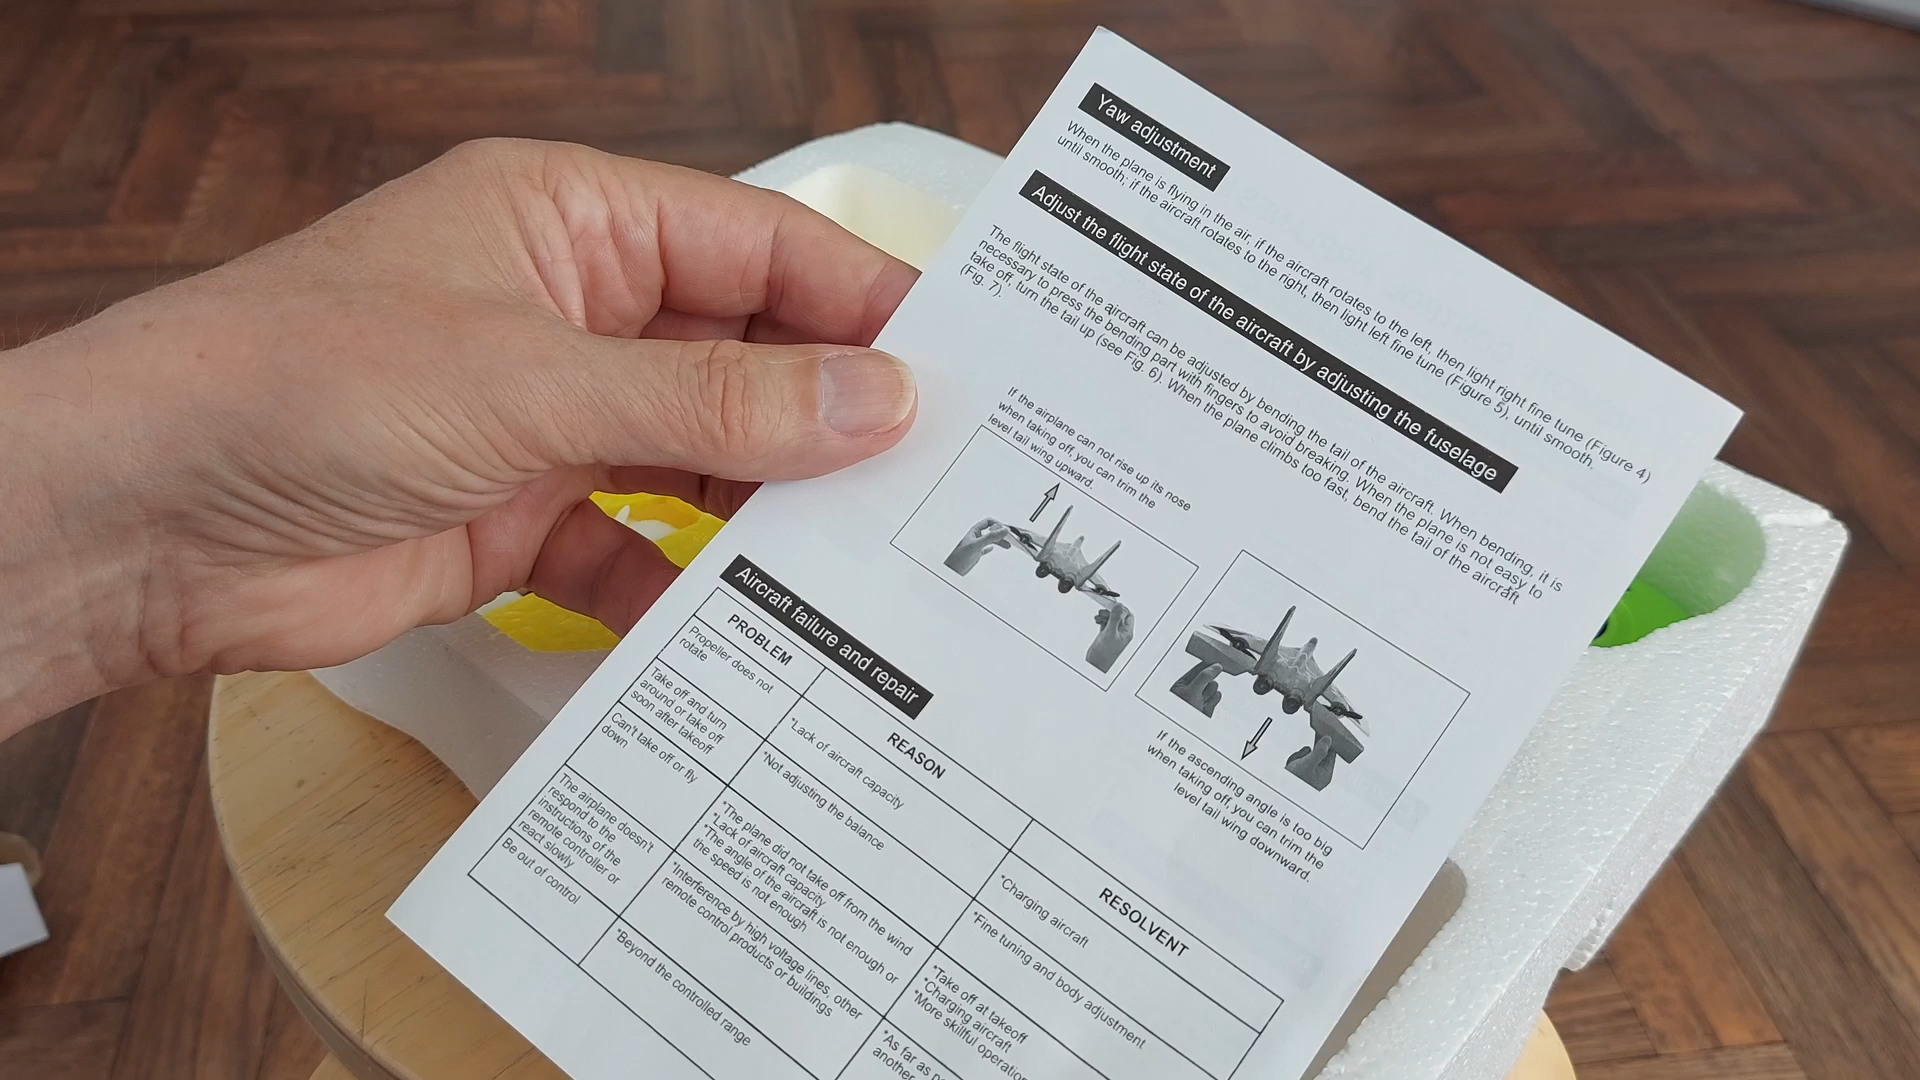 Yaw adjustment
When the plane is flying in the air, if the aircraft rotates to the left, then light right fine tune (Figure 4)
until smooth; if the aircraft rotates to the right, then light left fine tune (Figure 5), until smooth.
Adjust the flight state of the aircraft by adjusting the fuselage
The flight state of the aircraft can be adjusted by bending the tail of the aircraft. When bending, it is
necessary to press the bending part with fingers to avoid breaking. When the plane is not easy to
take off, turn the tail up (see Fig. 6). When the plane climbs too fast, bend the tail of the aircraft
(Fig. 7).
If the airplane can not rise up its nose
when taking off, you can trim the
level tail wing upward.
If the ascending angle is too big
when taking off, you can trim the
level tail wing downward.
Aircraft failure and repair
PROBLEM
REASON
RESOLVENT
Propeller does not
rotate
*Lack of aircraft capacity
*Charging aircraft
Take off and turn
around or take off
soon after takeoff
*Not adjusting the balance
*Fine tuning and body adjustment
Can't take off or fly
down
*The plane did not take off from the wind
*Lack of aircraft capacity
*The angle of the aircraft is not enough or
the speed is not enough
*Take off at takeoff
*Charging aircraft
*More skillful operation
The airplane doesn't
respond to the
instructions of the
remote controller or
react slowly
*Interference by high voltage lines, other
remote control products or buildings
*As far as
another
Be out of control
*Beyond the controlled range